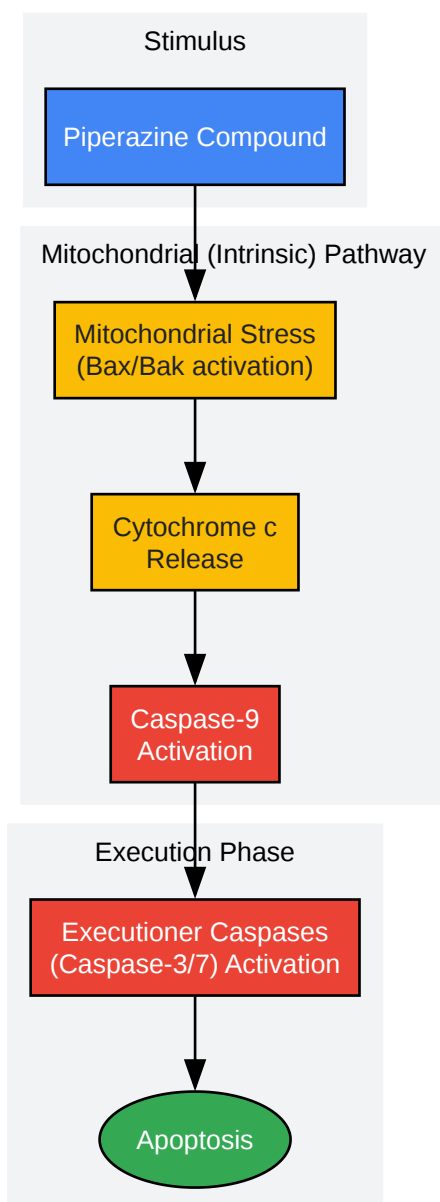 Stimulus
Piperazine Compound
Mitochondrial (Intrinsic) Pathway
Mitochondrial Stress
(Bax/Bak activation)
Cytochrome c
Release
Caspase-9
Activation
Execution Phase
Executioner Caspases
(Caspase-3/7) Activation
Apoptosis